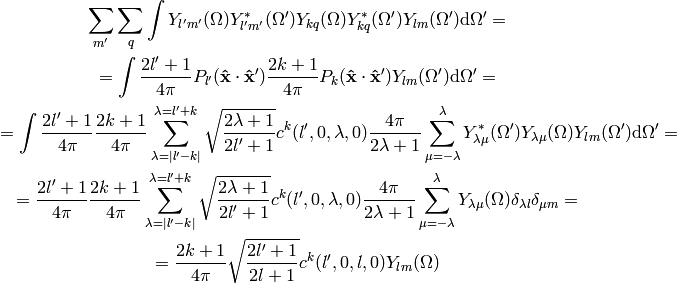 \sum_{m'} \sum_{q} \int Y_{l'm'}(\Omega) Y^*_{l'm'}(\Omega') Y_{kq}(\Omega) Y^*_{kq}(\Omega') Y_{lm}(\Omega') \mathrm{d}\Omega' =
= \int \frac{2l'+1}{4\pi} P_{l'}(\hat{\mathbf{x}} \cdot \hat{\mathbf{x}}') \frac{2k+1}{4\pi} P_k(\hat{\mathbf{x}} \cdot \hat{\mathbf{x}}') Y_{lm}(\Omega') \mathrm{d}\Omega' =
= \int \frac{2l'+1}{4\pi} \frac{2k+1}{4\pi} \sum_{\lambda=|l'-k|}^{\lambda=l'+k} \sqrt{\frac{2\lambda+1}{2l'+1}} c^k(l',0,\lambda,0) \frac{4\pi}{2\lambda+1} \sum_{\mu=-\lambda}^{\lambda} Y^*_{\lambda\mu}(\Omega') Y_{\lambda\mu}(\Omega) Y_{lm}(\Omega') \mathrm{d}\Omega' =
= \frac{2l'+1}{4\pi} \frac{2k+1}{4\pi} \sum_{\lambda=|l'-k|}^{\lambda=l'+k} \sqrt{\frac{2\lambda+1}{2l'+1}} c^k(l',0,\lambda,0) \frac{4\pi}{2\lambda+1} \sum_{\mu=-\lambda}^{\lambda} Y_{\lambda\mu}(\Omega) \delta_{\lambda l} \delta_{\mu m} =
= \frac{2k+1}{4\pi} \sqrt{\frac{2l'+1}{2l+1}} c^k(l',0,l,0) Y_{lm}(\Omega)